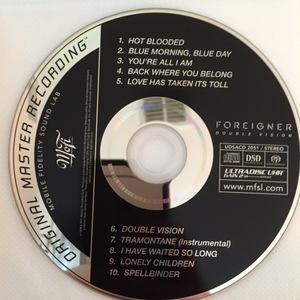 ORIGINAL MASTER RECORDING™
MOBILE FIDELITY SOUND LAB
1. HOT BLOODED
2. BLUE MORNING, BLUE DAY
3. YOU'RE ALL I AM
4. BACK WHERE YOU BELONG
5. LOVE HAS TAKEN ITS TOLL
FOREIGNER
DOUBLE VISION
UDSACD 2051 / STEREO
DSD
ULTRADISC UHR
GAIN 2
www.mfsl.com
6. DOUBLE VISION
7. TRAMONTANE (Instrumental)
8. I HAVE WAITED SO LONG
9. LONELY CHILDREN
10. SPELLBINDER